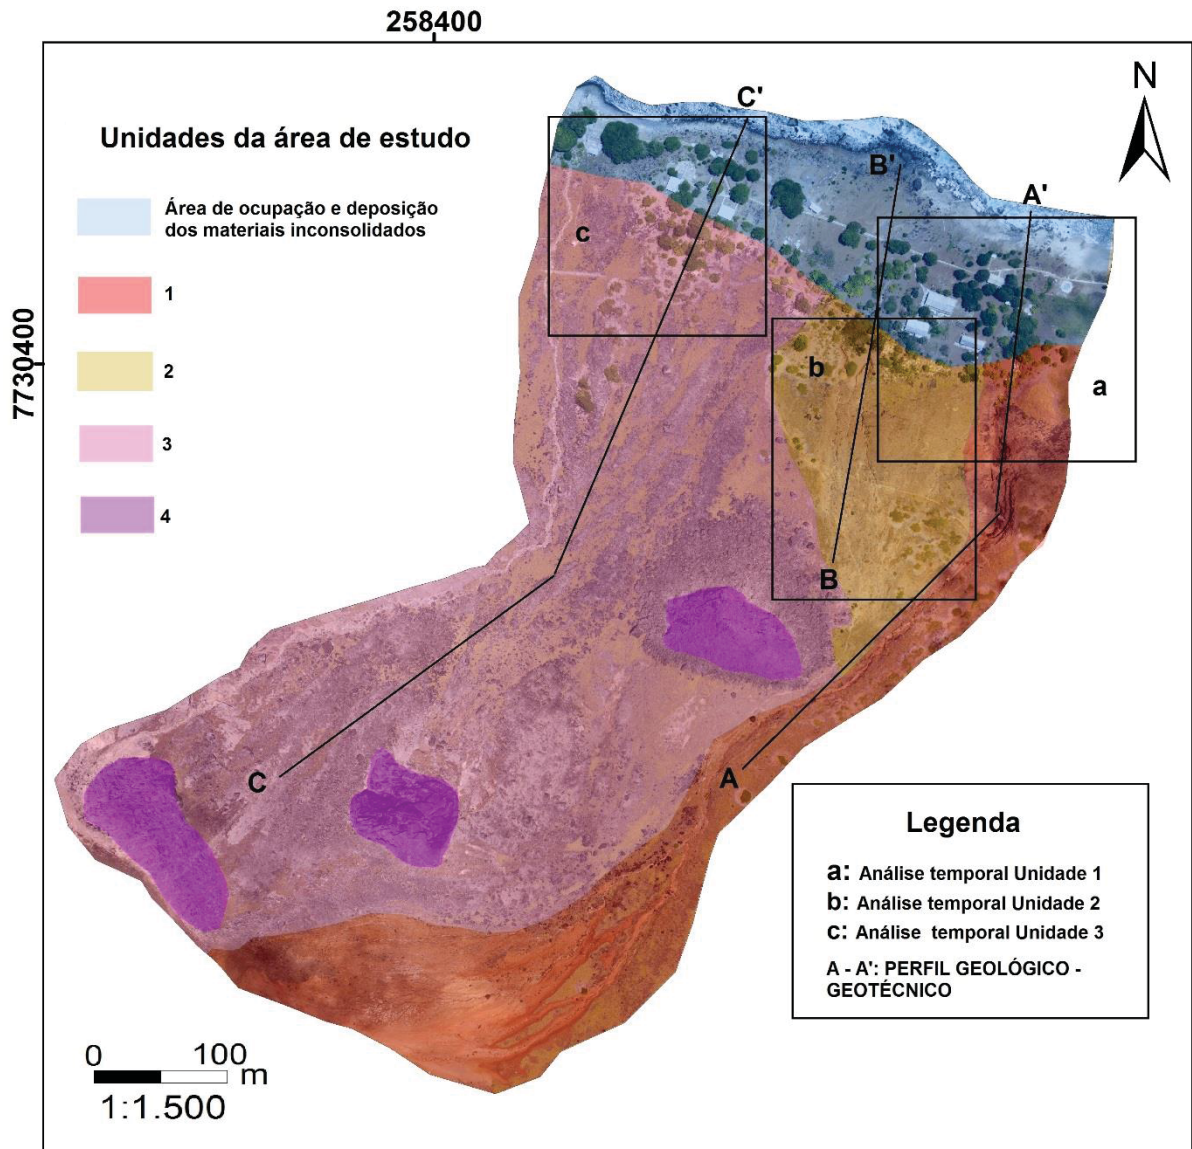 258400
7730400
N
Unidades da área de estudo
Área de ocupação e deposição
dos materiais inconsolidados
1
2
3
4
C'
B'
A'
c
b
a
B
A
C
Legenda
a: Análise temporal Unidade 1
b: Análise temporal Unidade 2
c: Análise temporal Unidade 3
A - A': PERFIL GEOLÓGICO -
GEOTÉCNICO
0 100 m
1:1.500